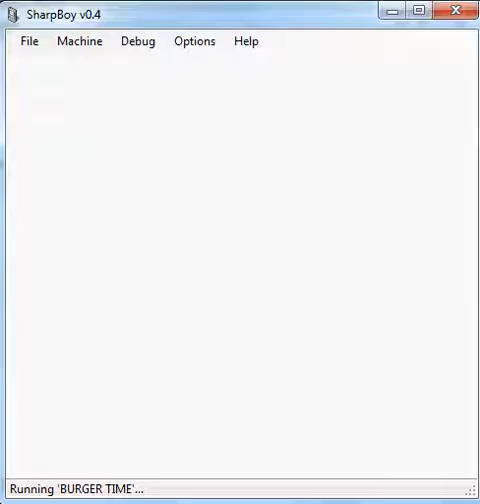 SharpBoy v0.4
File Machine Debug Options Help
Running 'BURGER TIME'...